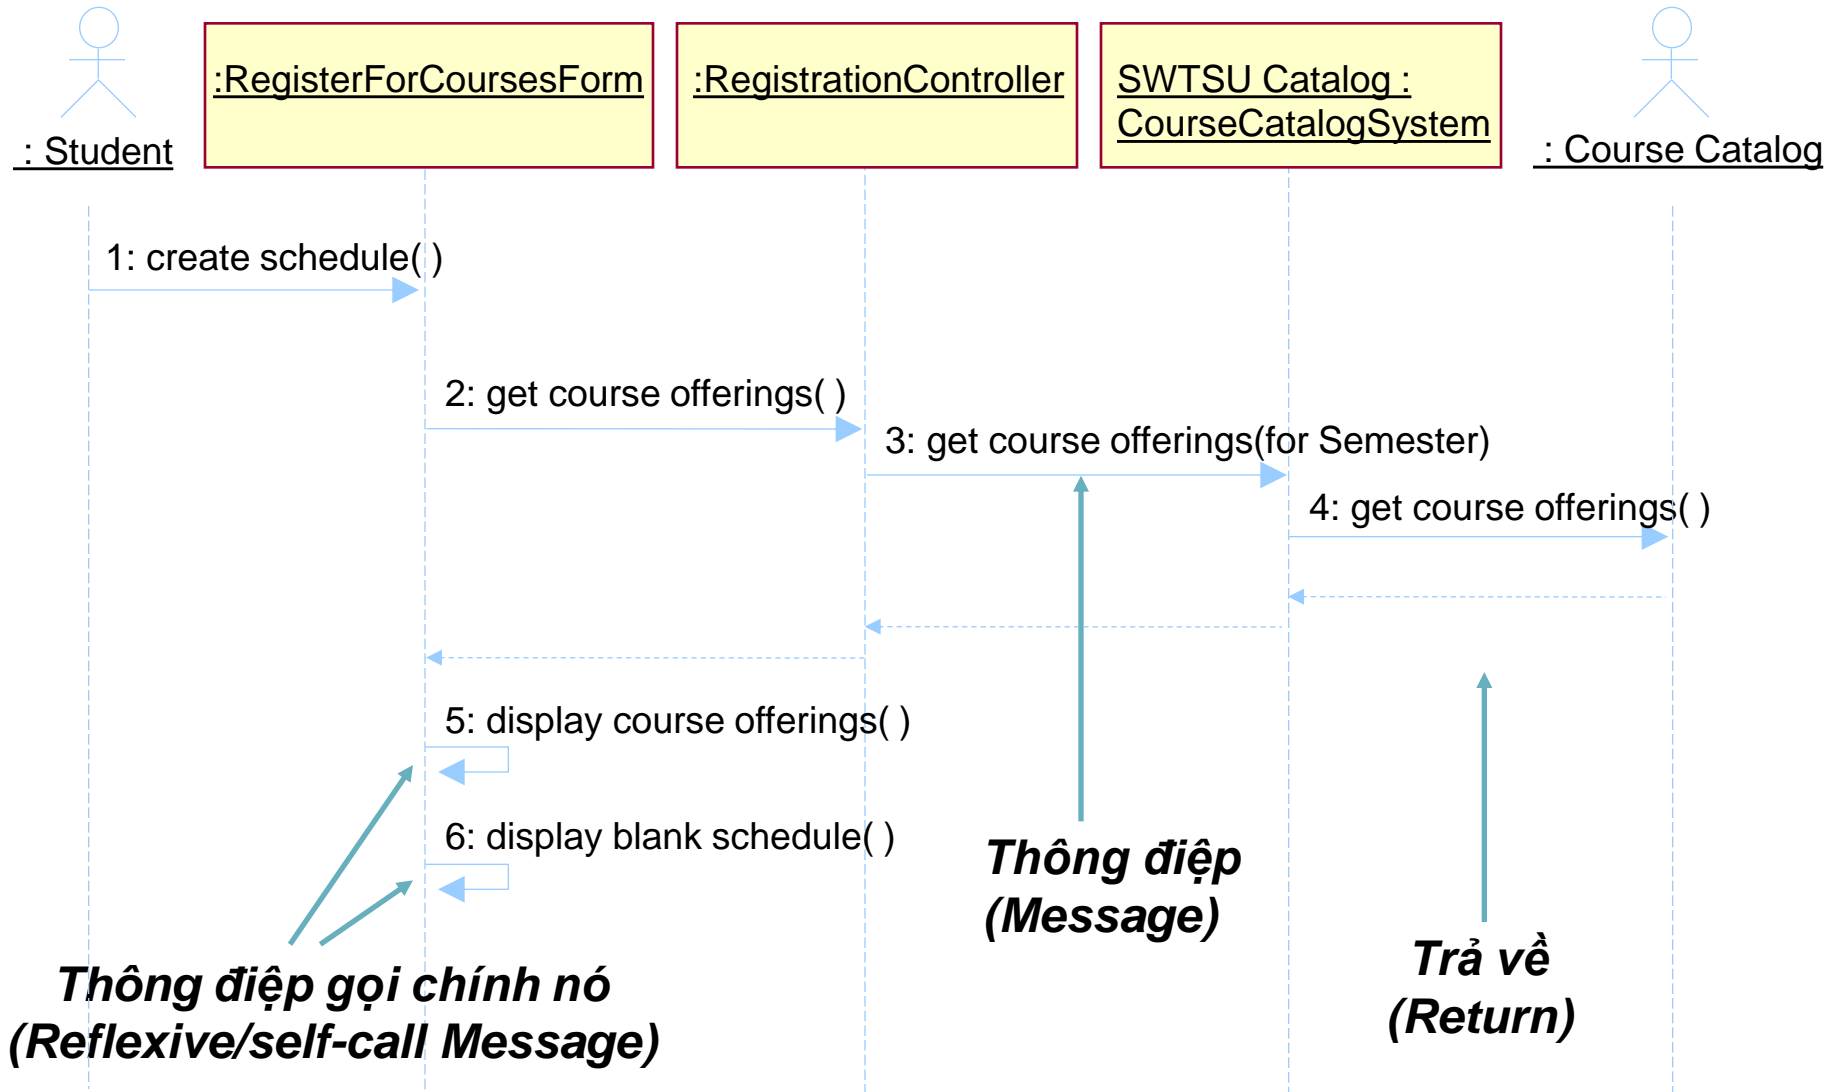 :RegisterForCoursesForm
:RegistrationController
SWTSU Catalog :
CourseCatalogSystem
: Student
: Course Catalog
1: create schedule( )
2: get course offerings( )
3: get course offerings(for Semester)
4: get course offerings( )
5: display course offerings( )
6: display blank schedule( )
Thông điệp
(Message)
Trả về
(Return)
Thông điệp gọi chính nó
(Reflexive/self-call Message)